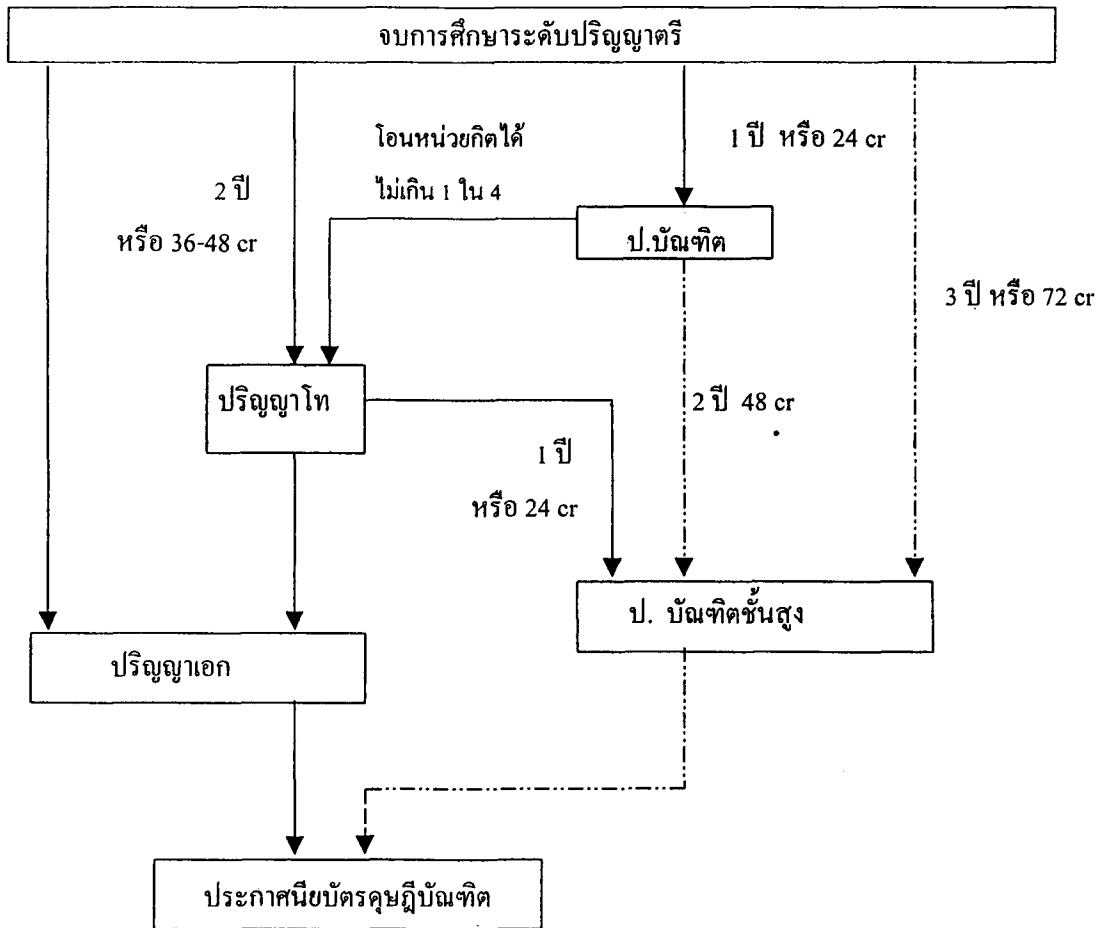 จบการศึกษาระดับปริญญาตรี
โอนหน่วยกิตได้
ไม่เกิน 1 ใน 4
1 ปี หรือ 24 cr
2 ปี
หรือ 36-48 cr
ป.บัณฑิต
3 ปี หรือ 72 cr
ปริญญาโท
2 ปี 48 cr
1 ปี
หรือ 24 cr
ป. บัณฑิตชั้นสูง
ปริญญาเอก
ประกาศนียบัตรดุษฎีบัณฑิต